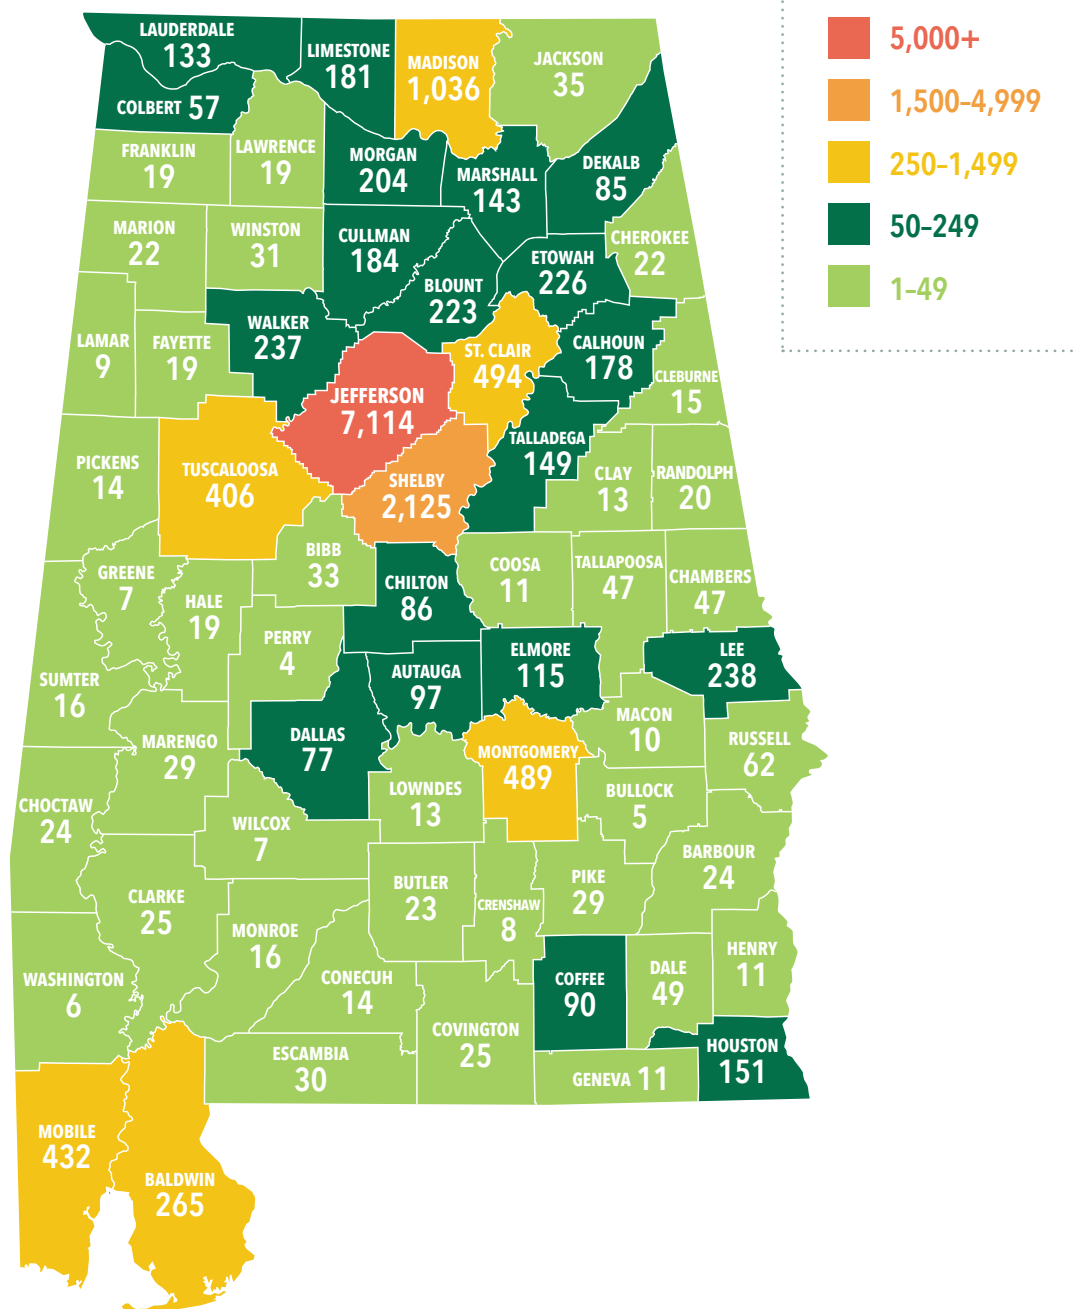 5,000+
1,500–4,999
250–1,499
50–249
1–49
LAUDERDALE
133
LIMESTONE
181
MADISON
1,036
JACKSON
35
COLBERT 57
FRANKLIN
19
LAWRENCE
19
MORGAN
204
MARSHALL
143
DEKALB
85
MARION
22
WINSTON
31
CULLMAN
184
BLOUNT
223
ETOWAH
226
CHEROKEE
22
LAMAR
9
FAYETTE
19
WALKER
237
JEFFERSON
7,114
ST. CLAIR
494
CALHOUN
178
CLEBURNE
15
PICKENS
14
TUSCALOOSA
406
SHELBY
2,125
TALLADEGA
149
CLAY
13
RANDOLPH
20
GREENE
7
HALE
19
BIBB
33
CHILTON
86
COOSA
11
TALLAPOOSA
47
CHAMBERS
47
SUMTER
16
PERRY
4
AUTAUGA
97
ELMORE
115
LEE
238
MARENGO
29
DALLAS
77
MONTGOMERY
489
MACON
10
RUSSELL
62
CHOCTAW
24
WILCOX
7
LOWNDES
13
BULLOCK
5
CLARKE
25
BUTLER
23
CRENSHAW
8
PIKE
29
BARBOUR
24
WASHINGTON
6
MONROE
16
CONECUH
14
COVINGTON
25
COFFEE
90
DALE
49
HENRY
11
ESCAMBIA
30
GENEVA 11
HOUSTON
151
MOBILE
432
BALDWIN
265